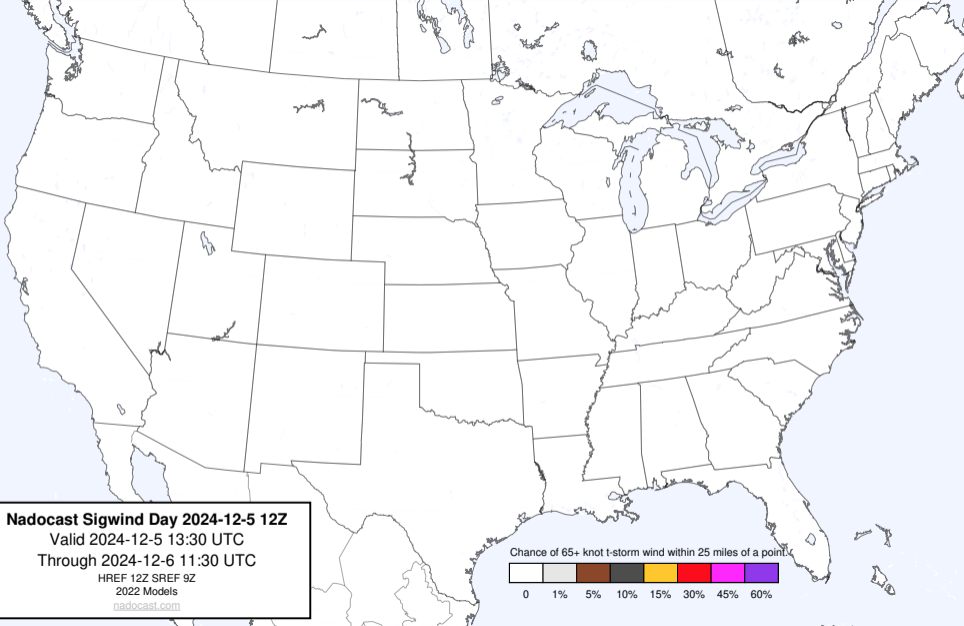 Nadocast Sigwind Day 2024-12-5 12Z
Valid 2024-12-5 13:30 UTC
Through 2024-12-6 11:30 UTC
HREF 12Z SREF 9Z
2022 Models
nadocast.com
Chance of 65+ knot t-storm wind within 25 miles of a point.
0 1% 5% 10% 15% 30% 45% 60%